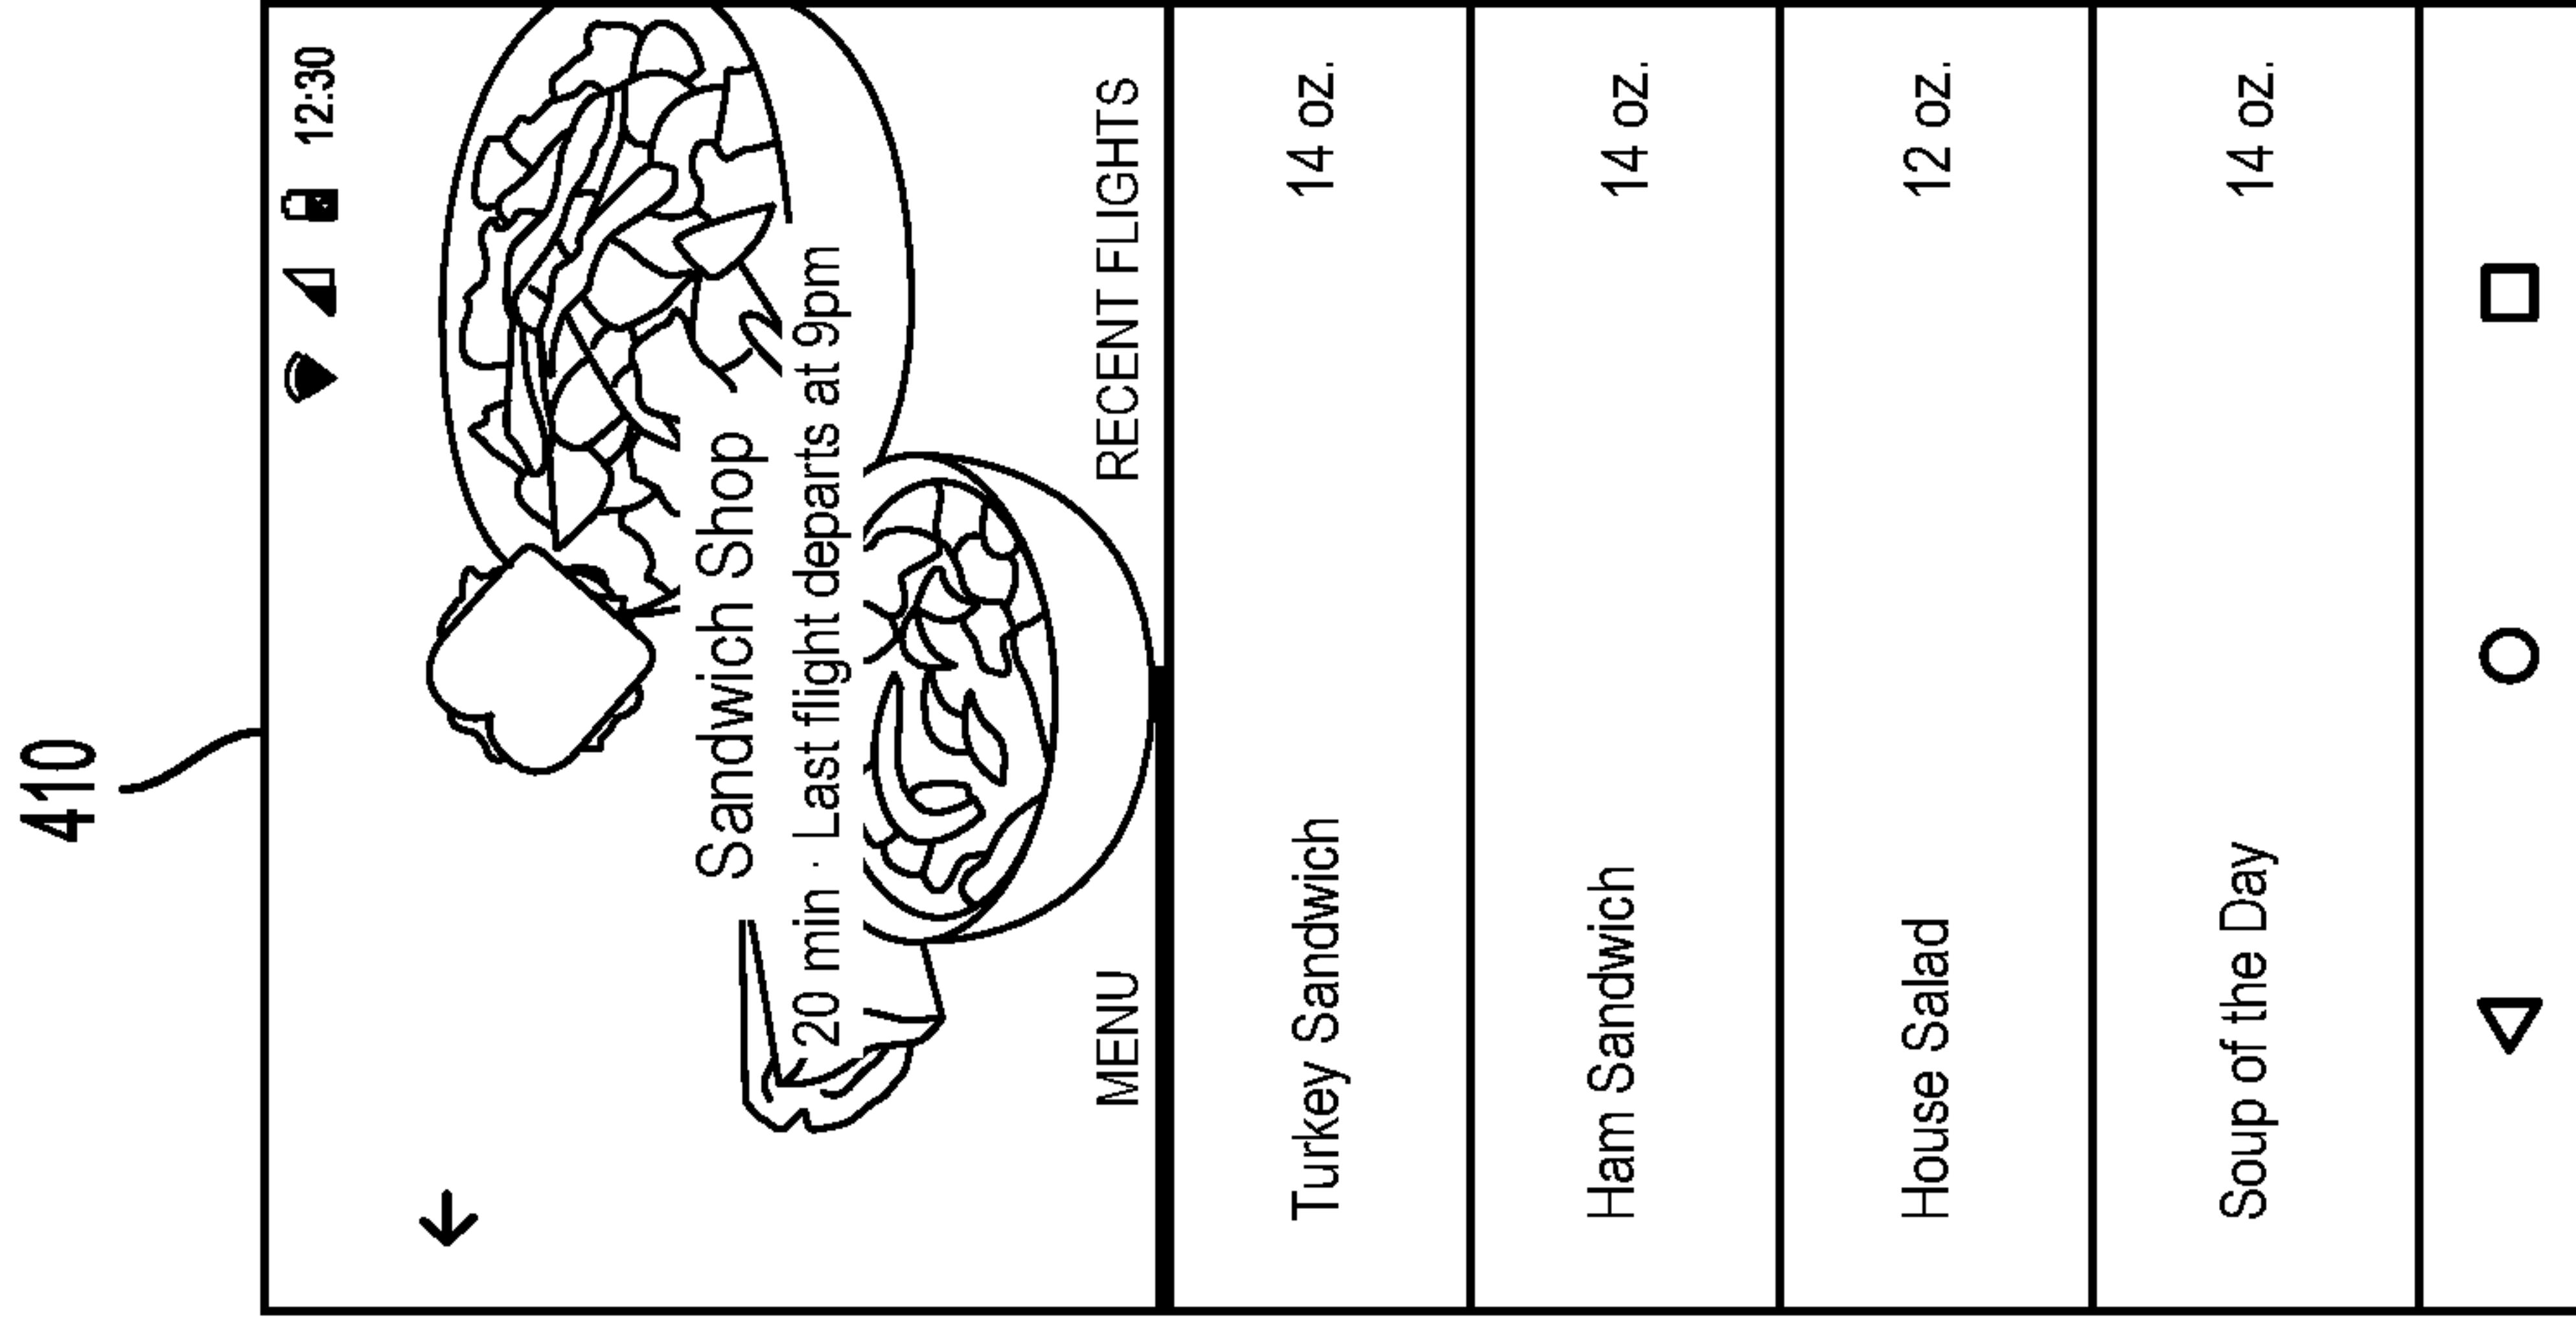 410
12:30
Sandwich Shop
20 min · Last flight departs at 9pm
MENU RECENT FLIGHTS
Turkey Sandwich 14 oz.
Ham Sandwich 14 oz.
House Salad 12 oz.
Soup of the Day 14 oz.